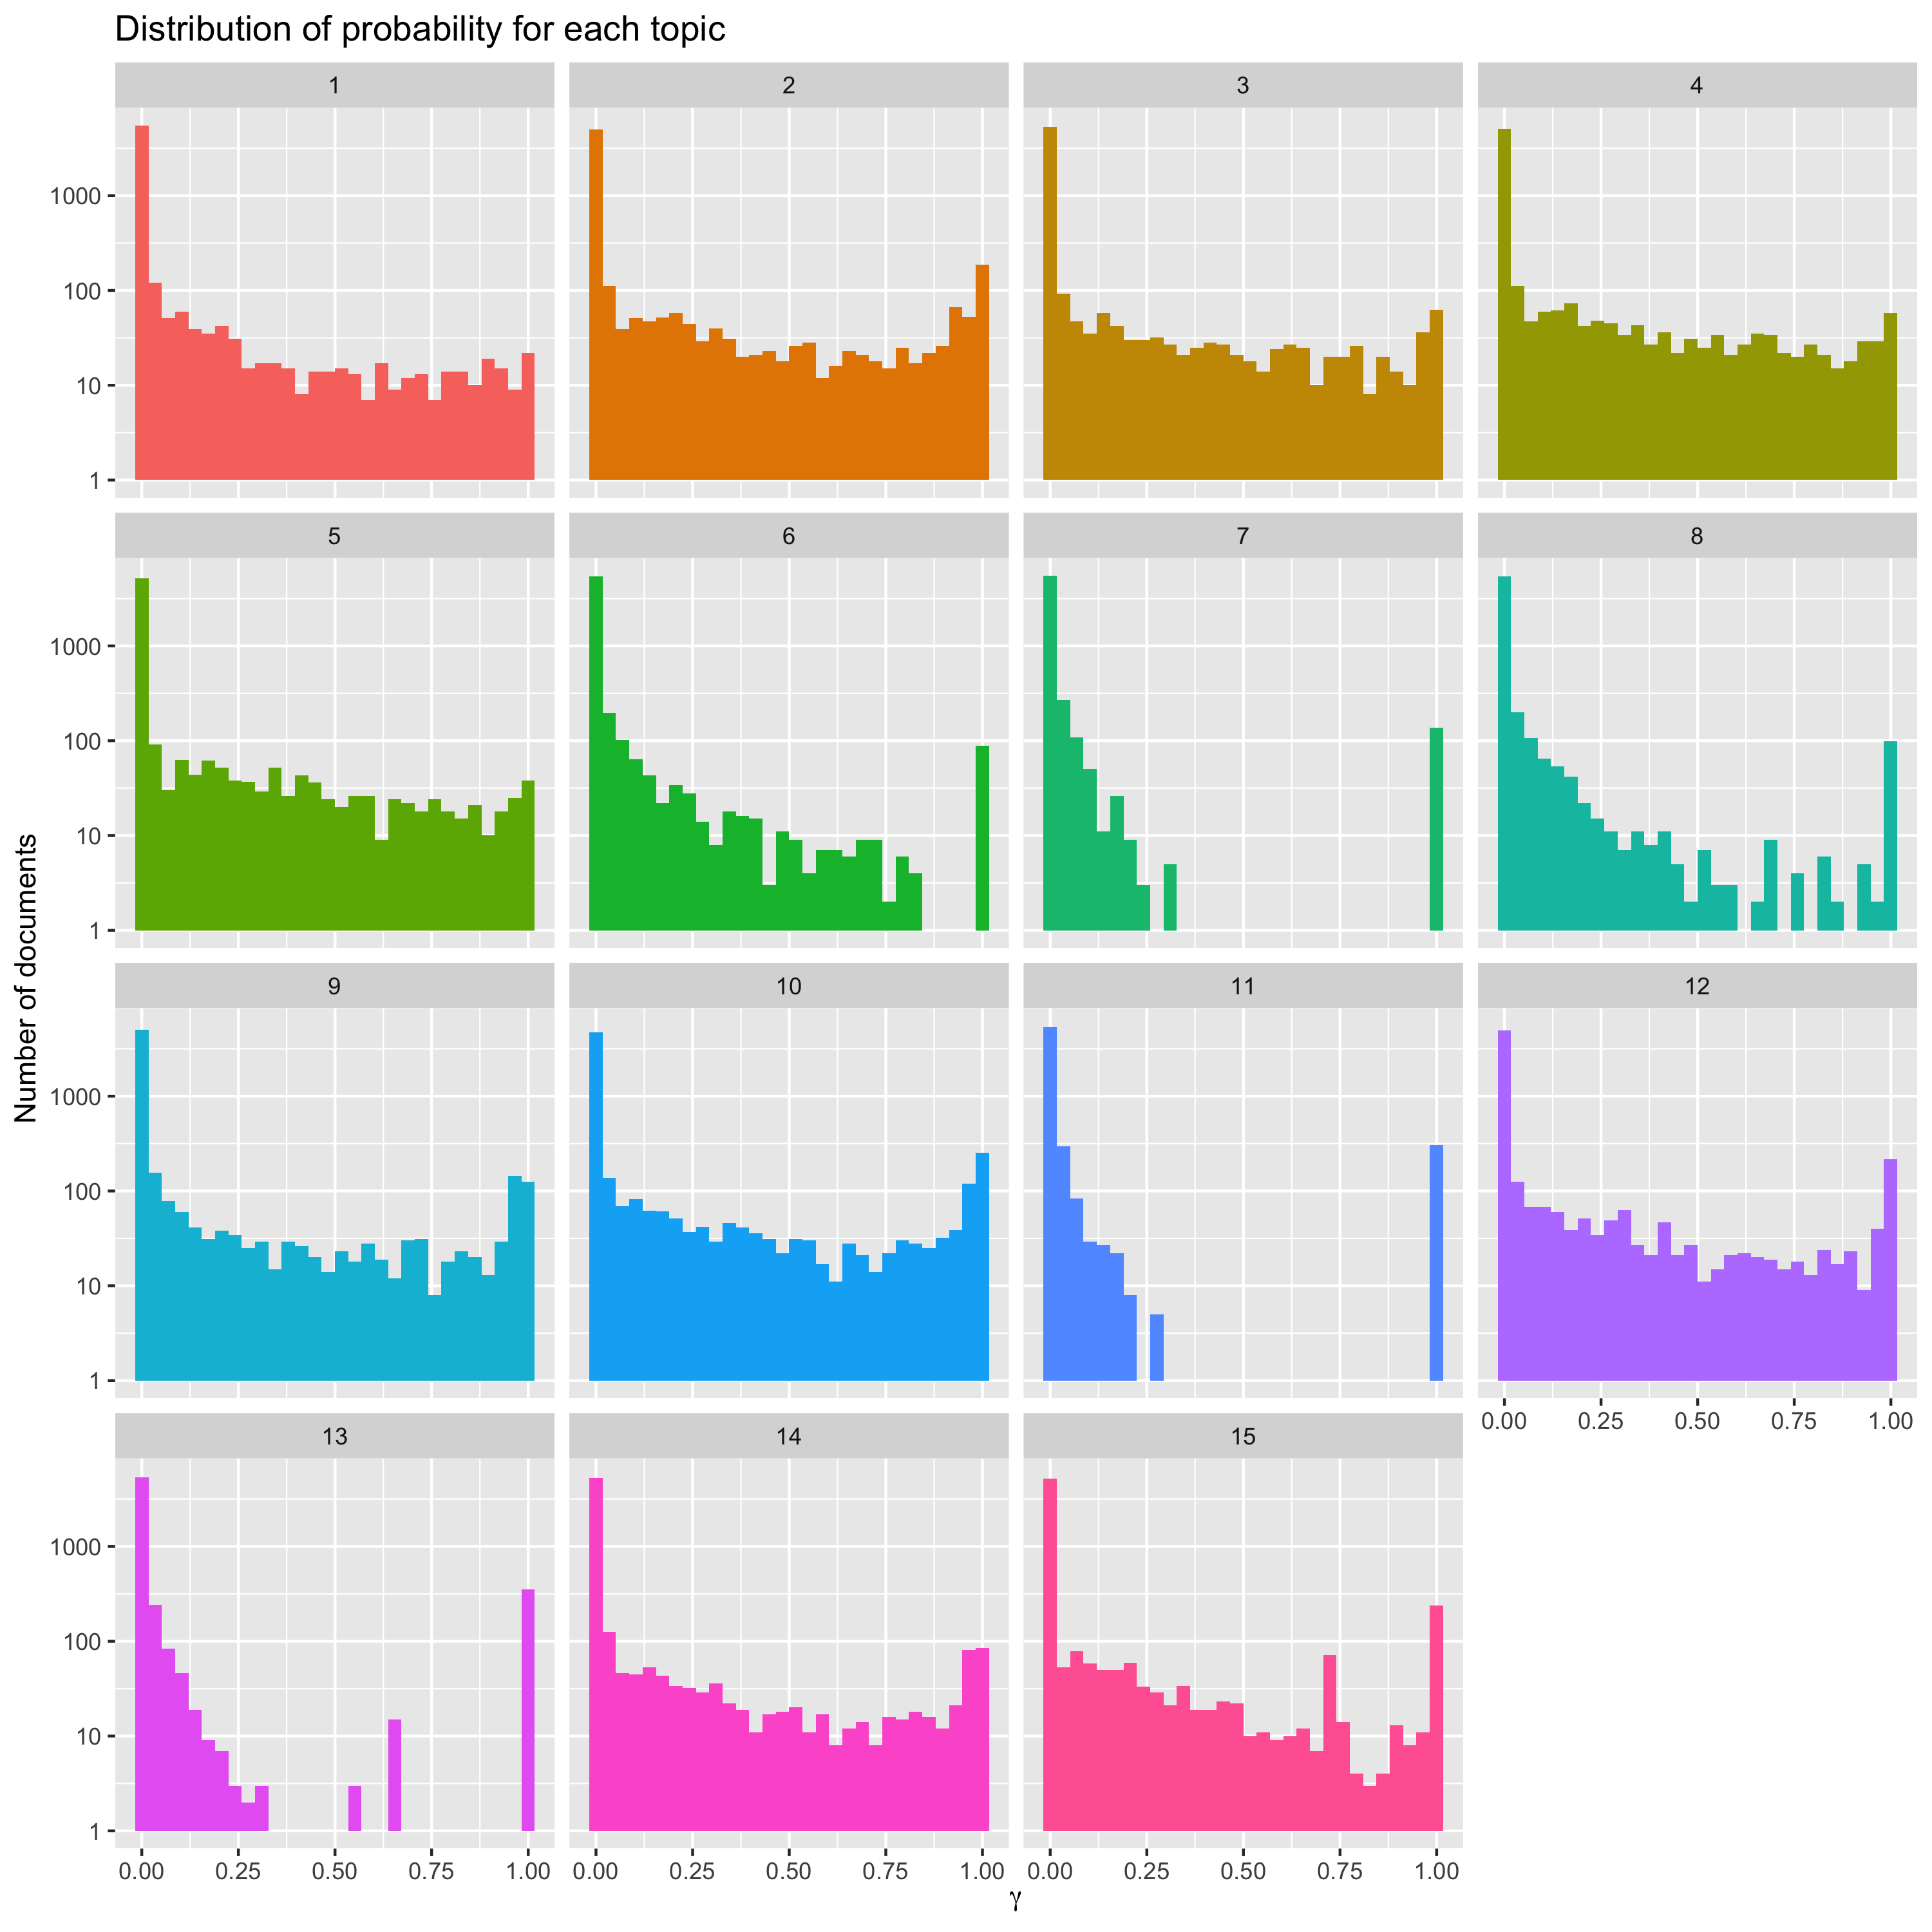 Distribution of probability for each topic
1 2 3 4
1000
100
10
1
5 6 7 8
1000
100
10
1
Number of documents
9 10 11 12
1000
100
10
1
0.00 0.25 0.50 0.75 1.00
13 14 15
1000
100
10
1
0.00 0.25 0.50 0.75 1.00 0.00 0.25 0.50 0.75 1.00 0.00 0.25 0.50 0.75 1.00
γ